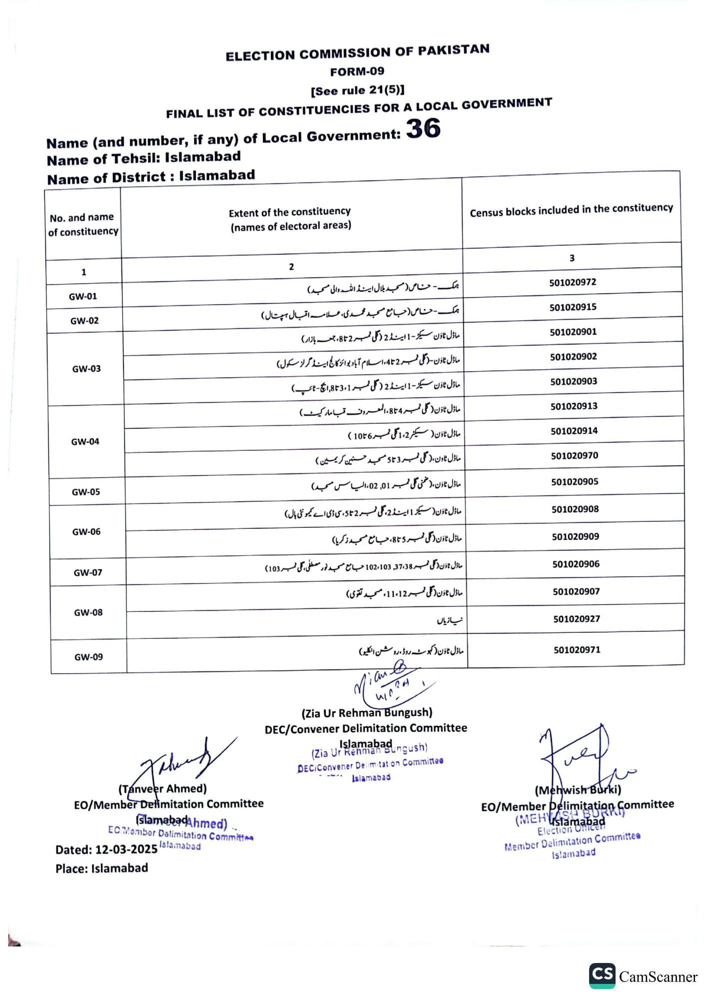 ELECTION COMMISSION OF PAKISTAN
FORM-09
[See rule 21(5)]
FINAL LIST OF CONSTITUENCIES FOR A LOCAL GOVERNMENT
Name (and number, if any) of Local Government: 36
Name of Tehsil: Islamabad
Name of District : Islamabad
No. and name of constituency
Extent of the constituency (names of electoral areas)
Census blocks included in the constituency
1 2 3
GW-01 ہمک - خاص (مسجد بلال اینڈ اللہ والی مسجد) 501020972
GW-02 ہمک - خاص (جامع مسجد محمدی، علامہ اقبال ہسپتال) 501020915
GW-03 ماڈل ٹاؤن سیکڑ-1 اینڈ 2 (گلی نمبر 2 تا 8، جمعہ بازار) 501020901
ماڈل ٹاؤن-(گلی نمبر 2 تا 4، اسلام آباد بوائز کالج اینڈ گرلز سکول) 501020902
ماڈل ٹاؤن سیکڑ-1 اینڈ 2 (گلی نمبر 1، 3 تا 8, ایچ-ٹائپ) 501020903
GW-04 ماڈل ٹاؤن (گلی نمبر 4 تا 8، المعروف قبا مارکیٹ) 501020913
ماڈل ٹاؤن (سیکٹر 1،2 گلی نمبر 6 تا 10) 501020914
ماڈل ٹاون، (گلی نمبر 3 تا 5 مسجد حسنین کریمین) 501020970
GW-05 ماڈل ٹاؤن، (ضمنی گلی نمبر 01, 02، الیاس مسجد) 501020905
GW-06 ماڈل ٹاؤن (سیکڑ 1 اینڈ 2، گلی نمبر 2 تا 5، سی ڈی اے کیمونٹی ہال) 501020908
ماڈل ٹاؤن (گلی نمبر 5 تا 8، جامع مسجد زکریا) 501020909
GW-07 ماڈل ٹاؤن (گلی نمبر 37،38, 102،103 جامع مسجد نور مصطفٰی، گلی نمبر 103) 501020906
GW-08 ماڈل ٹاؤن (گلی نمبر 11،12، مسجد تقوی) 501020907
نیازیاں 501020927
GW-09 ماڈل ٹاؤن (کہوٹہ روڈ، روشن انکلیو) 501020971
(Zia Ur Rehman Bungush)
DEC/Convener Delimitation Committee
Islamabad
(Zia Ur Rehman Bungush)
DEC/Convener Delimitation Committee
Islamabad
(Tanveer Ahmed)
EO/Member Delimitation Committee
Islamabad
(Tanveer Ahmed)
EO/Member Delimitation Committee
Islamabad
(Mehwish Burki)
EO/Member Delimitation Committee
Islamabad
(MEHWISH BURKI)
Election Officer
Member Delimitation Committee
Islamabad
Dated: 12-03-2025
Place: Islamabad
CS CamScanner